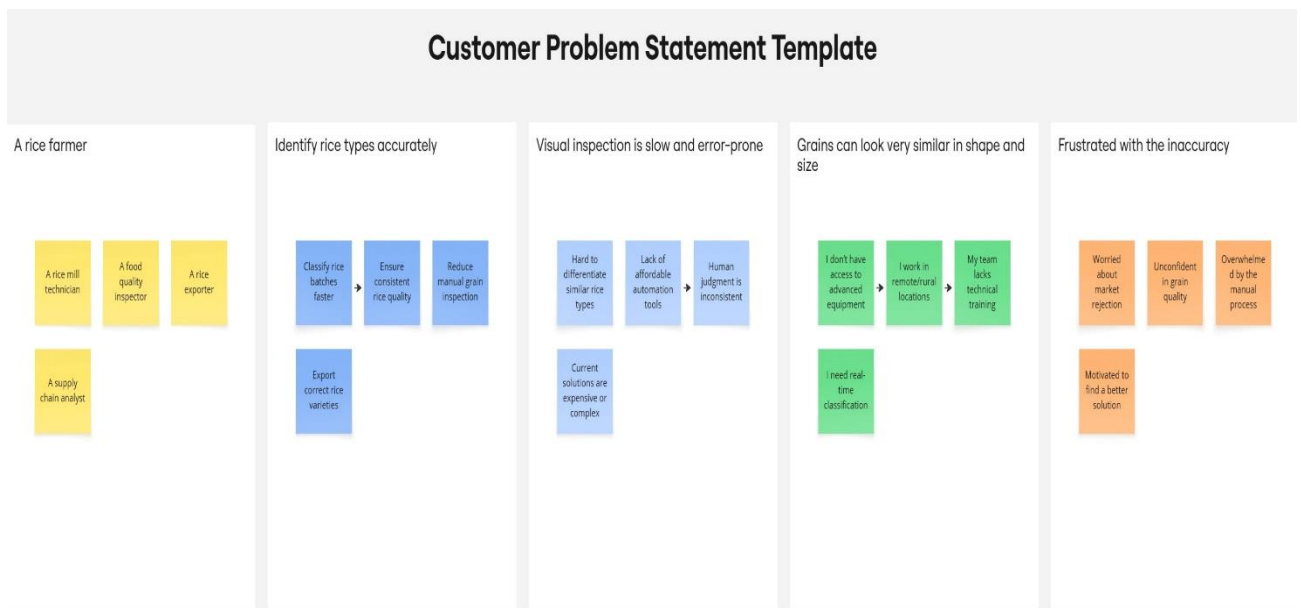 Customer Problem Statement Template
A rice farmer
A rice mill
technician
A food
quality
inspector
A rice
exporter
A supply
chain analyst
Identify rice types accurately
Classify rice
batches
faster
Ensure
consistent
rice quality
Reduce
manual grain
inspection
Export
correct rice
varieties
Visual inspection is slow and error-prone
Hard to
differentiate
similar rice
types
Lack of
affordable
automation
tools
Human
judgment is
inconsistent
Current
solutions are
expensive or
complex
Grains can look very similar in shape and
size
I don't have
access to
advanced
equipment
I work in
remote/rural
locations
My team
lacks
technical
training
I need real-
time
classification
Frustrated with the inaccuracy
Worried
about
market
rejection
Unconfident
in grain
quality
Overwhelme
d by the
manual
process
Motivated to
find a better
solution